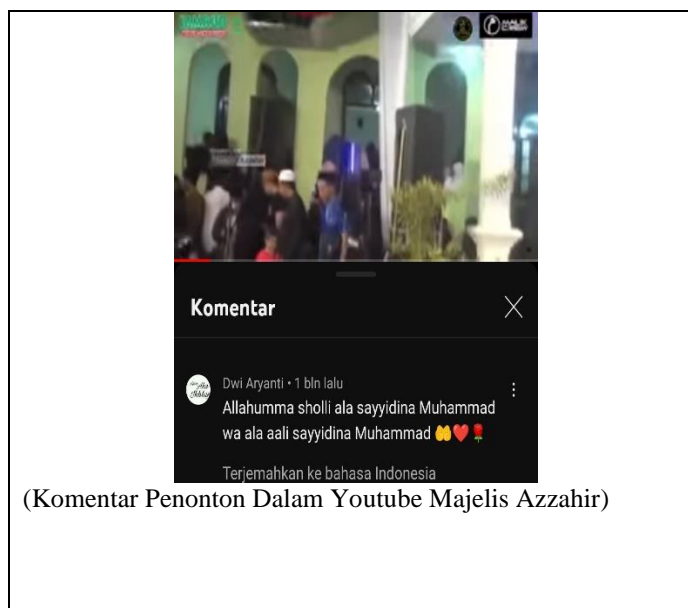 MALIK
Komentar
Dwi Aryanti • 1 bln lalu
Allahumma sholli ala sayyidina Muhammad
wa ala aali sayyidina Muhammad 🤲❤️🌹
Terjemahkan ke bahasa Indonesia
(Komentar Penonton Dalam Youtube Majelis Azzahir)